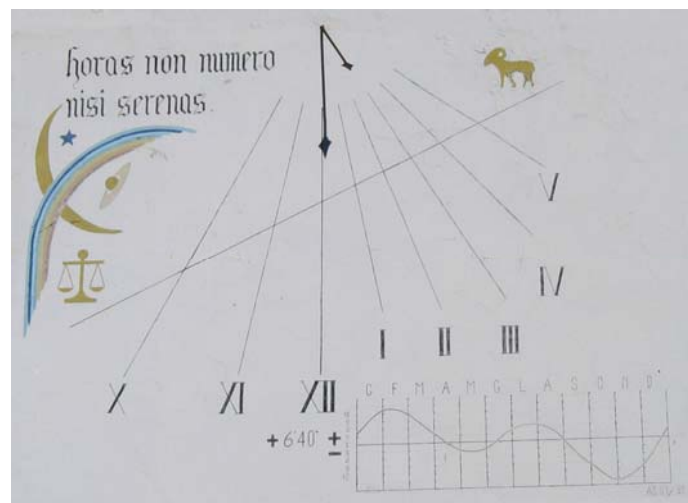 horas non numero
nisi serenas.
V
IV
I II III
X XI XII
G F M A M G L A S O N D
+ 6'40" ±